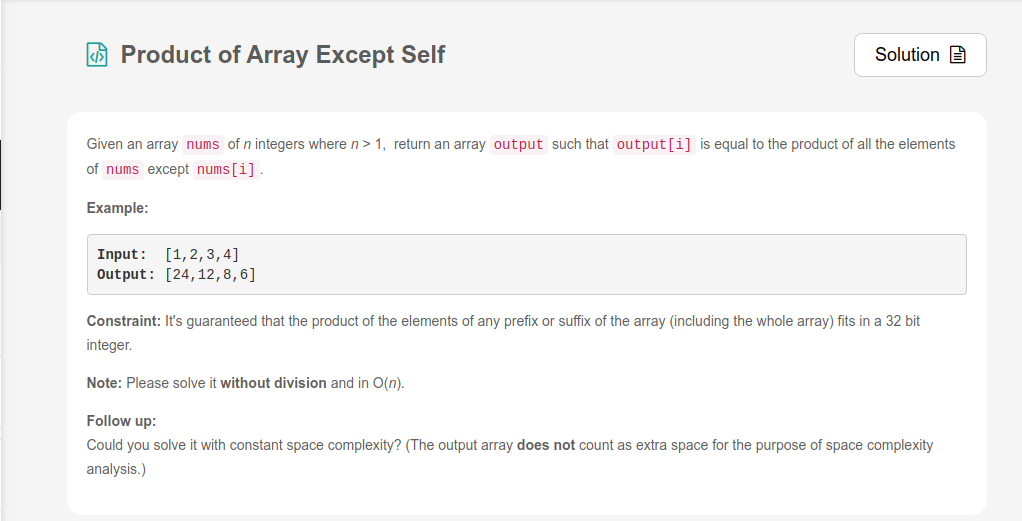 Product of Array Except Self
Solution
Given an array nums of n integers where n > 1, return an array output such that output[i] is equal to the product of all the elements
of nums except nums[i] .
Example:
Input: [1,2,3,4]
Output: [24,12,8,6]
Constraint: It's guaranteed that the product of the elements of any prefix or suffix of the array (including the whole array) fits in a 32 bit
integer.
Note: Please solve it without division and in O(n).
Follow up:
Could you solve it with constant space complexity? (The output array does not count as extra space for the purpose of space complexity
analysis.)